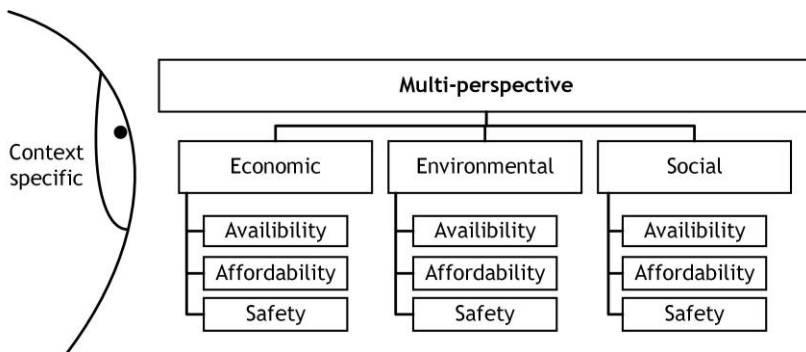 Multi-perspective
Context
specific
Economic
Environmental
Social
Availibility
Availibility
Availibility
Affordability
Affordability
Affordability
Safety
Safety
Safety